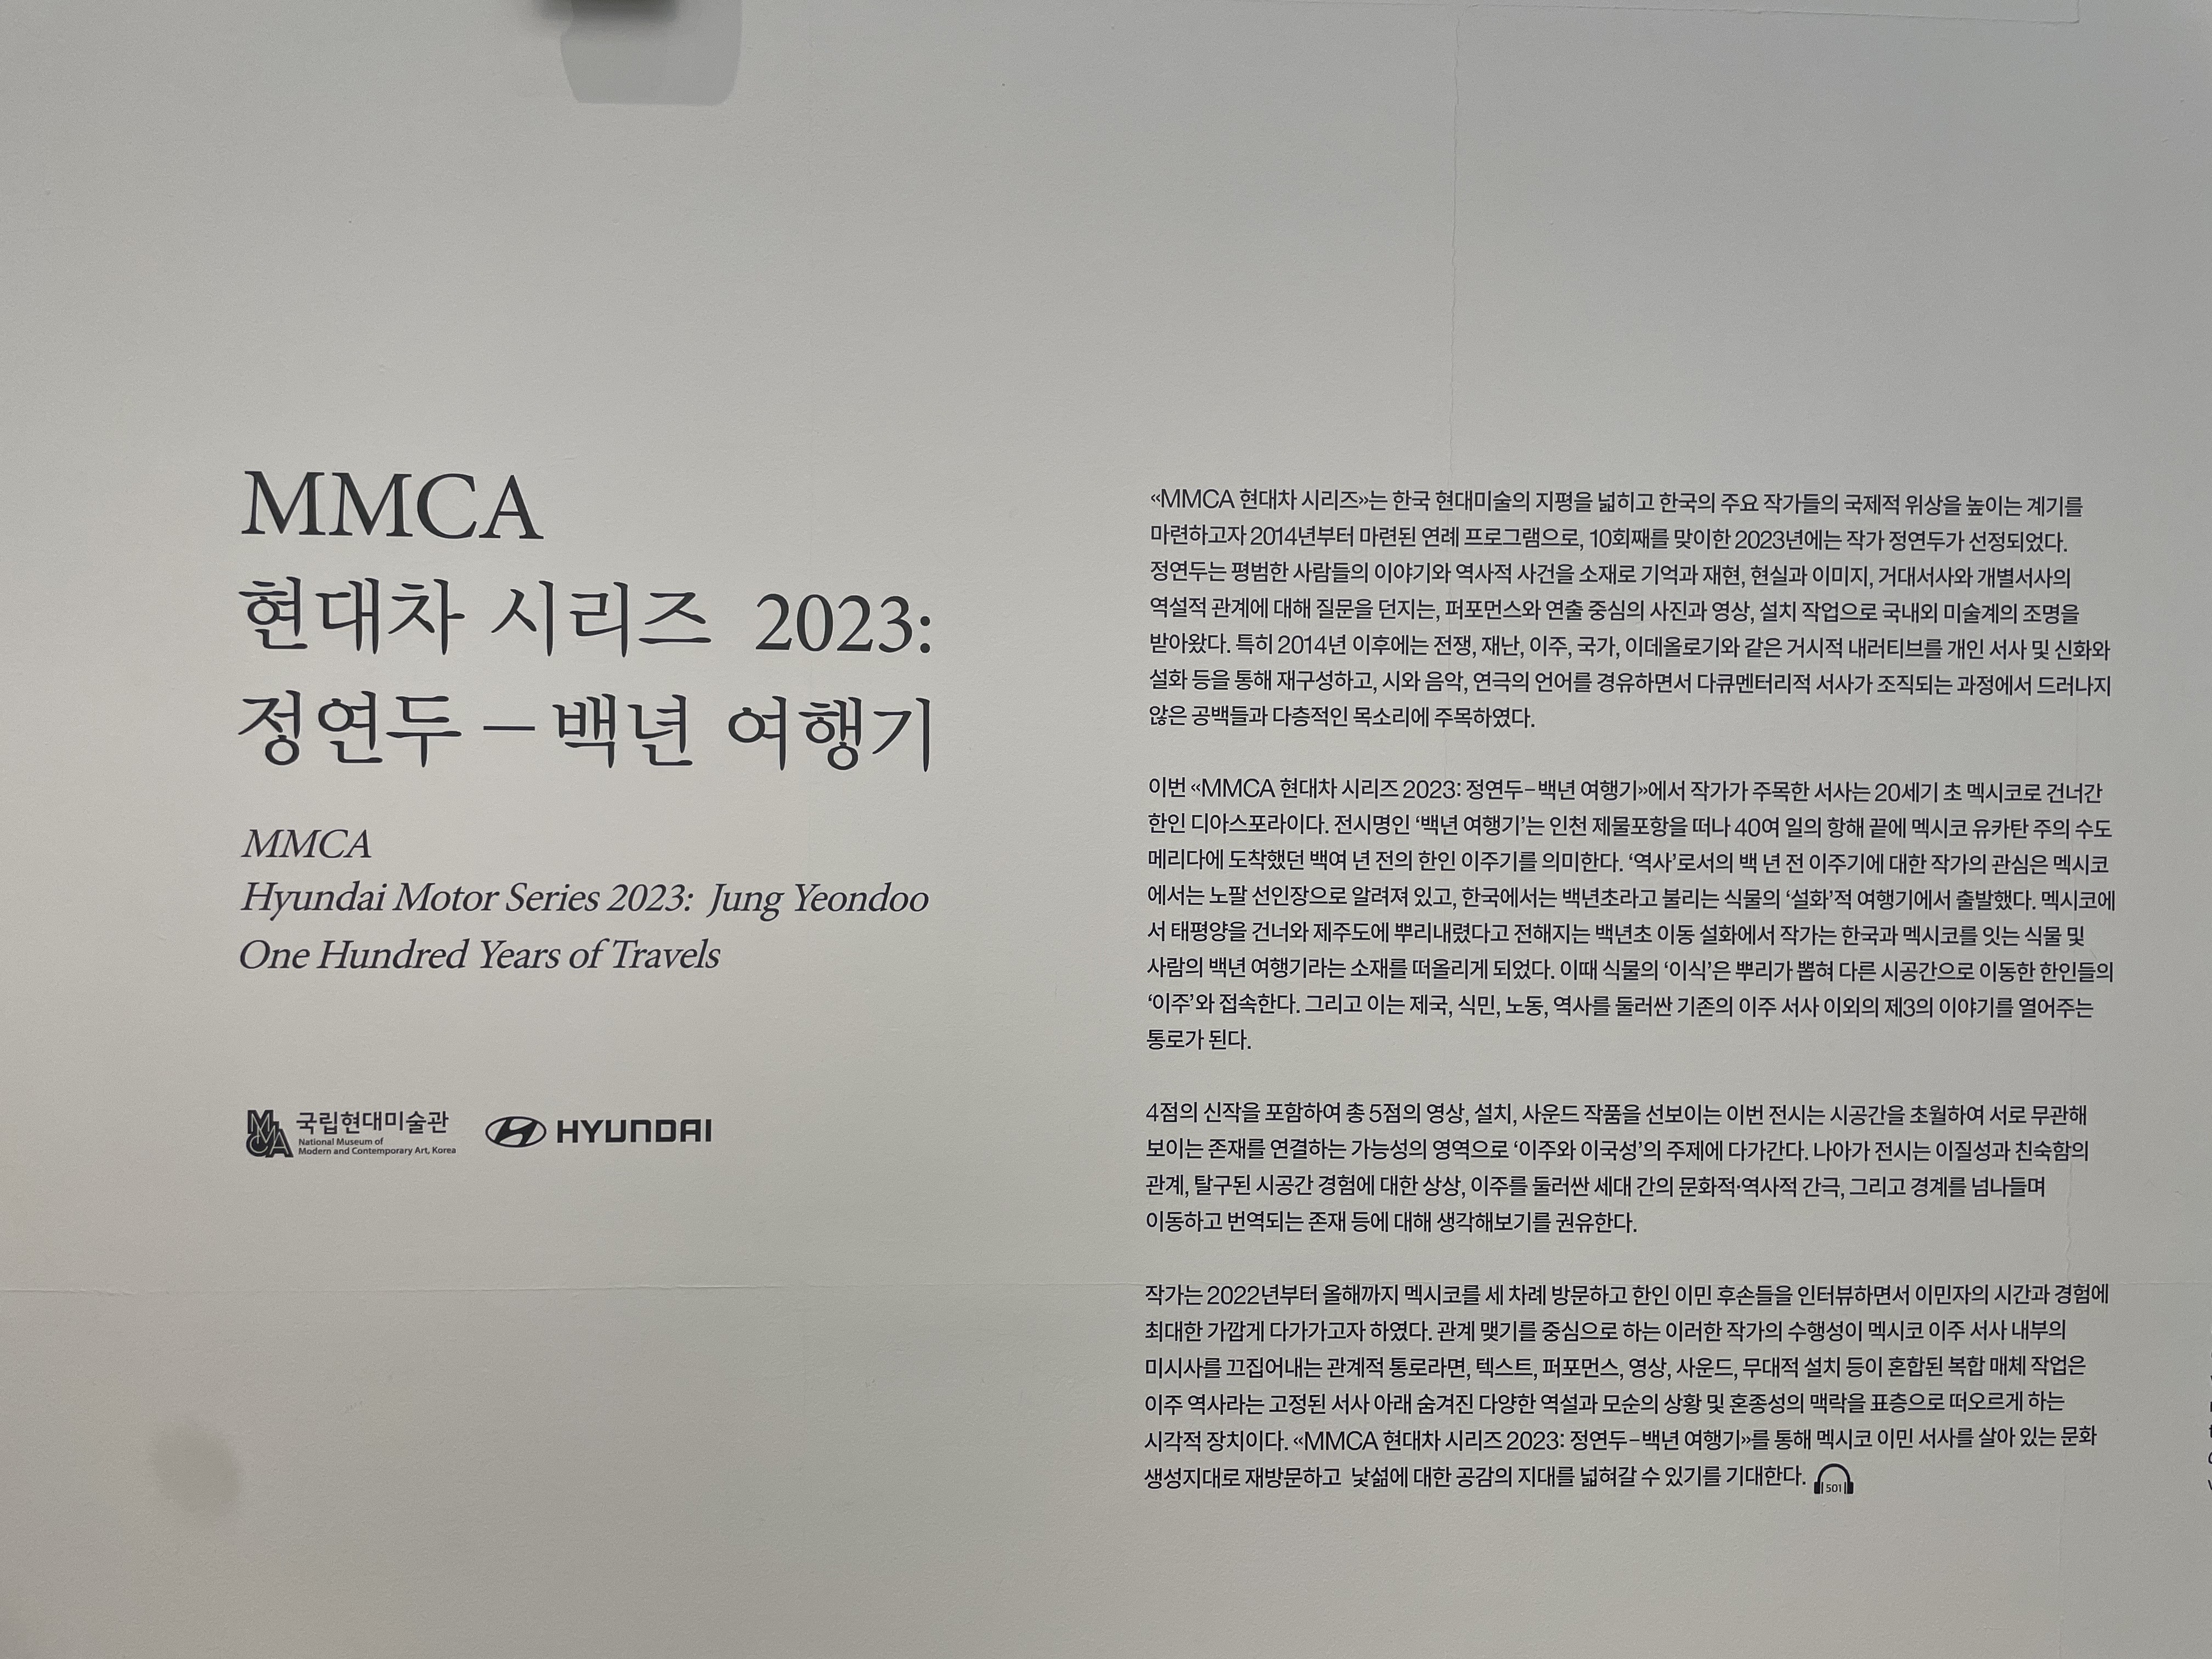 MMCA
현대차 시리즈 2023:
정연두 – 백년 여행기
MMCA
Hyundai Motor Series 2023: Jung Yeondoo
One Hundred Years of Travels
MMCA 국립현대미술관
National Museum of
Modern and Contemporary Art, Korea
HYUNDAI
«MMCA 현대차 시리즈»는 한국 현대미술의 지평을 넓히고 한국의 주요 작가들의 국제적 위상을 높이는 계기를
마련하고자 2014년부터 마련된 연례 프로그램으로, 10회째를 맞이한 2023년에는 작가 정연두가 선정되었다.
정연두는 평범한 사람들의 이야기와 역사적 사건을 소재로 기억과 재현, 현실과 이미지, 거대서사와 개별서사의
역설적 관계에 대해 질문을 던지는, 퍼포먼스와 연출 중심의 사진과 영상, 설치 작업으로 국내외 미술계의 조명을
받아왔다. 특히 2014년 이후에는 전쟁, 재난, 이주, 국가, 이데올로기와 같은 거시적 내러티브를 개인 서사 및 신화와
설화 등을 통해 재구성하고, 시와 음악, 연극의 언어를 경유하면서 다큐멘터리적 서사가 조직되는 과정에서 드러나지
않은 공백들과 다층적인 목소리에 주목하였다.
이번 «MMCA 현대차 시리즈 2023: 정연두–백년 여행기»에서 작가가 주목한 서사는 20세기 초 멕시코로 건너간
한인 디아스포라이다. 전시명인 ‘백년 여행기’는 인천 제물포항을 떠나 40여 일의 항해 끝에 멕시코 유카탄 주의 수도
메리다에 도착했던 백여 년 전의 한인 이주기를 의미한다. ‘역사’로서의 백 년 전 이주기에 대한 작가의 관심은 멕시코
에서는 노팔 선인장으로 알려져 있고, 한국에서는 백년초라고 불리는 식물의 ‘설화’적 여행기에서 출발했다. 멕시코에
서 태평양을 건너와 제주도에 뿌리내렸다고 전해지는 백년초 이동 설화에서 작가는 한국과 멕시코를 잇는 식물 및
사람의 백년 여행기라는 소재를 떠올리게 되었다. 이때 식물의 ‘이식’은 뿌리가 뽑혀 다른 시공간으로 이동한 한인들의
‘이주’와 접속한다. 그리고 이는 제국, 식민, 노동, 역사를 둘러싼 기존의 이주 서사 이외의 제3의 이야기를 열어주는
통로가 된다.
4점의 신작을 포함하여 총 5점의 영상, 설치, 사운드 작품을 선보이는 이번 전시는 시공간을 초월하여 서로 무관해
보이는 존재를 연결하는 가능성의 영역으로 ‘이주와 이국성’의 주제에 다가간다. 나아가 전시는 이질성과 친숙함의
관계, 탈구된 시공간 경험에 대한 상상, 이주를 둘러싼 세대 간의 문화적·역사적 간극, 그리고 경계를 넘나들며
이동하고 번역되는 존재 등에 대해 생각해보기를 권유한다.
작가는 2022년부터 올해까지 멕시코를 세 차례 방문하고 한인 이민 후손들을 인터뷰하면서 이민자의 시간과 경험에
최대한 가깝게 다가가고자 하였다. 관계 맺기를 중심으로 하는 이러한 작가의 수행성이 멕시코 이주 서사 내부의
미시사를 끄집어내는 관계적 통로라면, 텍스트, 퍼포먼스, 영상, 사운드, 무대적 설치 등이 혼합된 복합 매체 작업은
이주 역사라는 고정된 서사 아래 숨겨진 다양한 역설과 모순의 상황 및 혼종성의 맥락을 표층으로 떠오르게 하는
시각적 장치이다. «MMCA 현대차 시리즈 2023: 정연두–백년 여행기»를 통해 멕시코 이민 서사를 살아 있는 문화
생성지대로 재방문하고 낯섦에 대한 공감의 지대를 넓혀갈 수 있기를 기대한다. 501